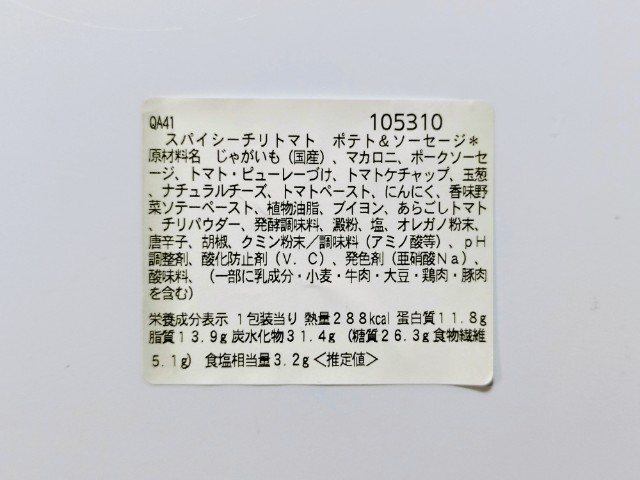 QA41 105310
スパイシーチリトマト ポテト&ソーセージ*
原材料名 じゃがいも(国産)、マカロニ、ポークソーセ
ージ、トマト・ピューレーづけ、トマトケチャップ、玉葱
、ナチュラルチーズ、トマトペースト、にんにく、香味野
菜ソテーペースト、植物油脂、ブイヨン、あらごしトマト
、チリパウダー、発酵調味料、澱粉、塩、オレガノ粉末、
唐辛子、胡椒、クミン粉末/調味料(アミノ酸等)、pH
調整剤、酸化防止剤(V.C)、発色剤(亜硝酸Na)、
酸味料、(一部に乳成分・小麦・牛肉・大豆・鶏肉・豚肉
を含む)
栄養成分表示 1包装当り 熱量288kcal 蛋白質11.8g
脂質13.9g 炭水化物31.4g (糖質26.3g 食物繊維
5.1g) 食塩相当量3.2g<推定値>